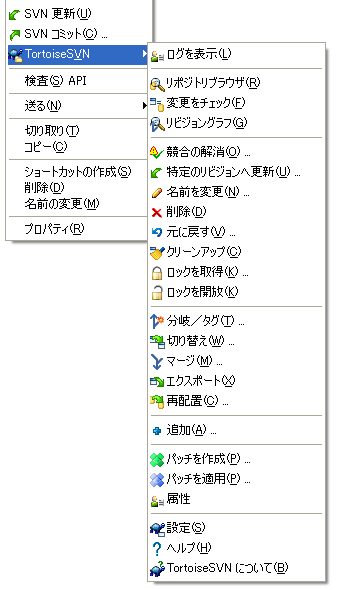 SVN 更新(U)
SVN コミット(C) ...
TortoiseSVN
検査(S) API
送る(N)
切り取り(T)
コピー(C)
ショートカットの作成(S)
削除(D)
名前の変更(M)
プロパティ(R)
ログを表示(L)
リポジトリブラウザ(R)
変更をチェック(F)
リビジョングラフ(G)
競合の解消(O) ...
特定のリビジョンへ更新(U) ...
名前を変更(N) ...
削除(D)
元に戻す(V) ...
クリーンアップ(C)
ロックを取得(K) ...
ロックを開放(K)
分岐／タグ(T) ...
切り替え(W) ...
マージ(M) ...
エクスポート(X)
再配置(C) ...
追加(A) ...
パッチを作成(P) ...
パッチを適用(P) ...
属性
設定(S)
ヘルプ(H)
TortoiseSVN について(B)